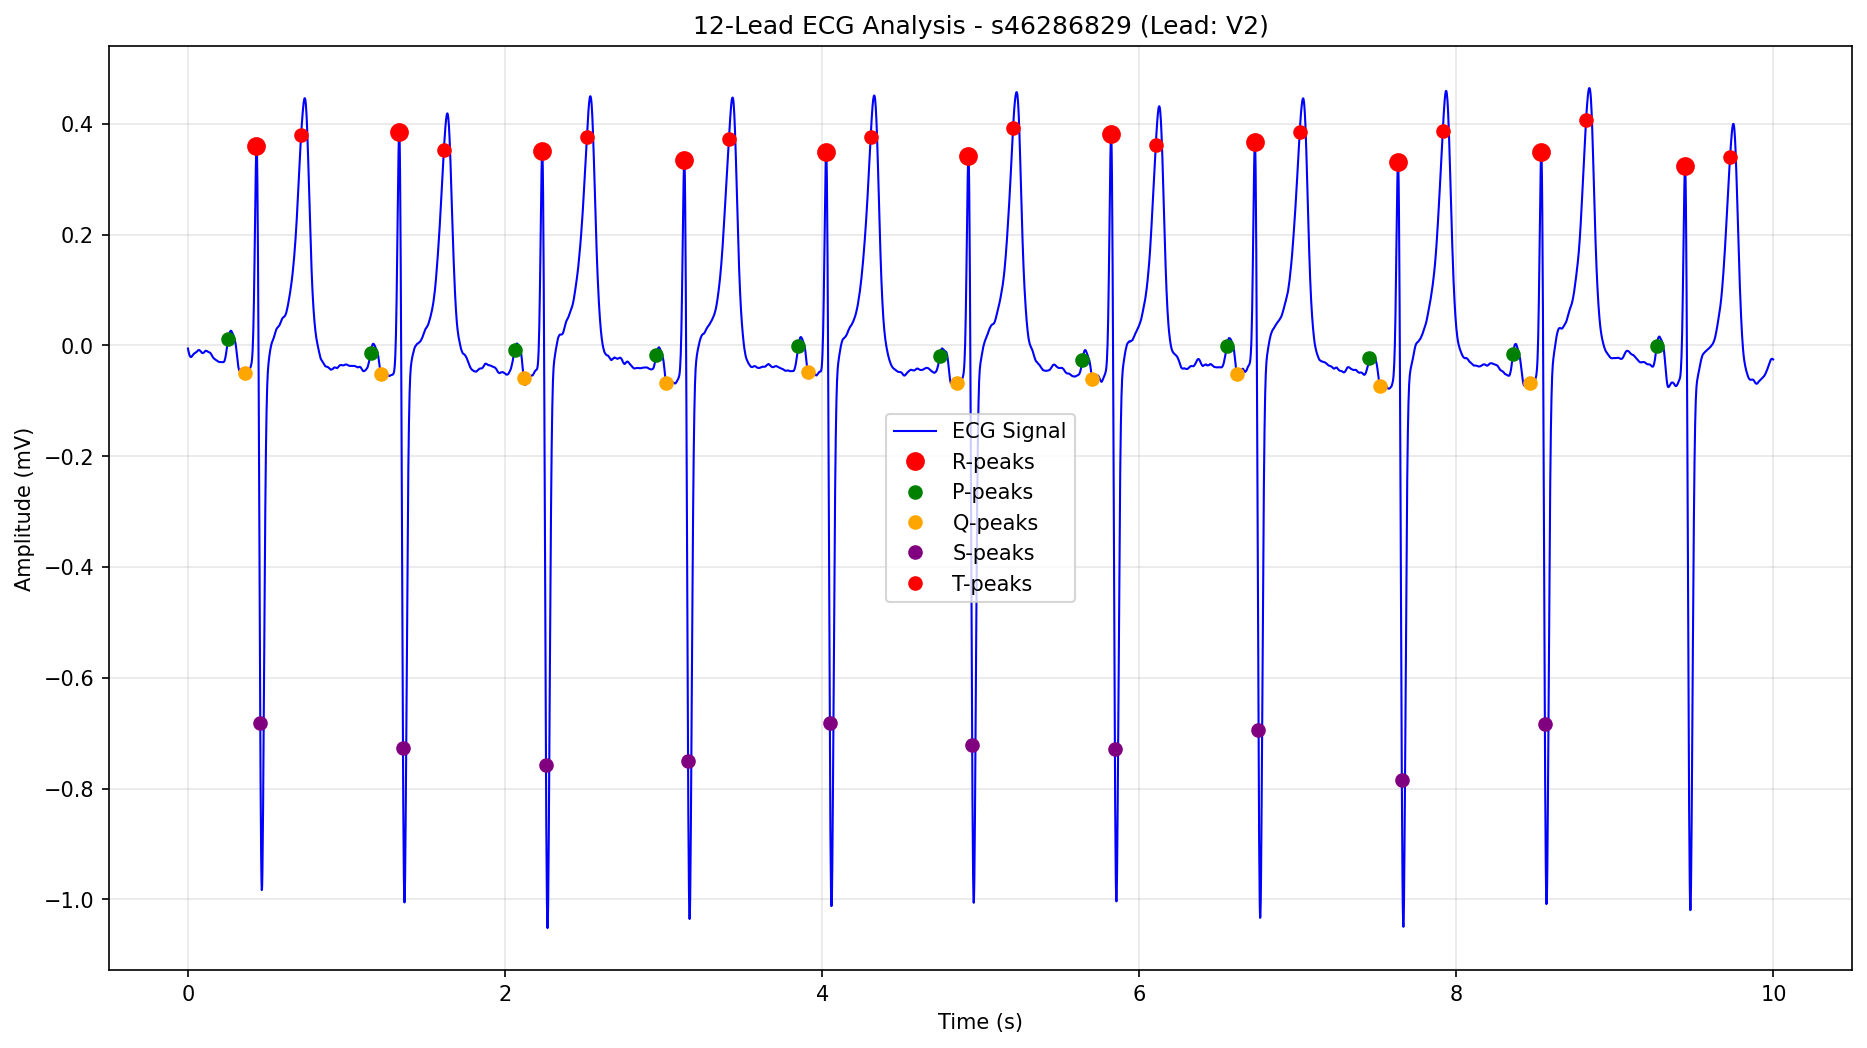 12-Lead ECG Analysis - s46286829 (Lead: V2)
Amplitude (mV)
0.4
0.2
0.0
−0.2
−0.4
−0.6
−0.8
−1.0
ECG Signal
R-peaks
P-peaks
Q-peaks
S-peaks
T-peaks
0 2 4 6 8 10
Time (s)